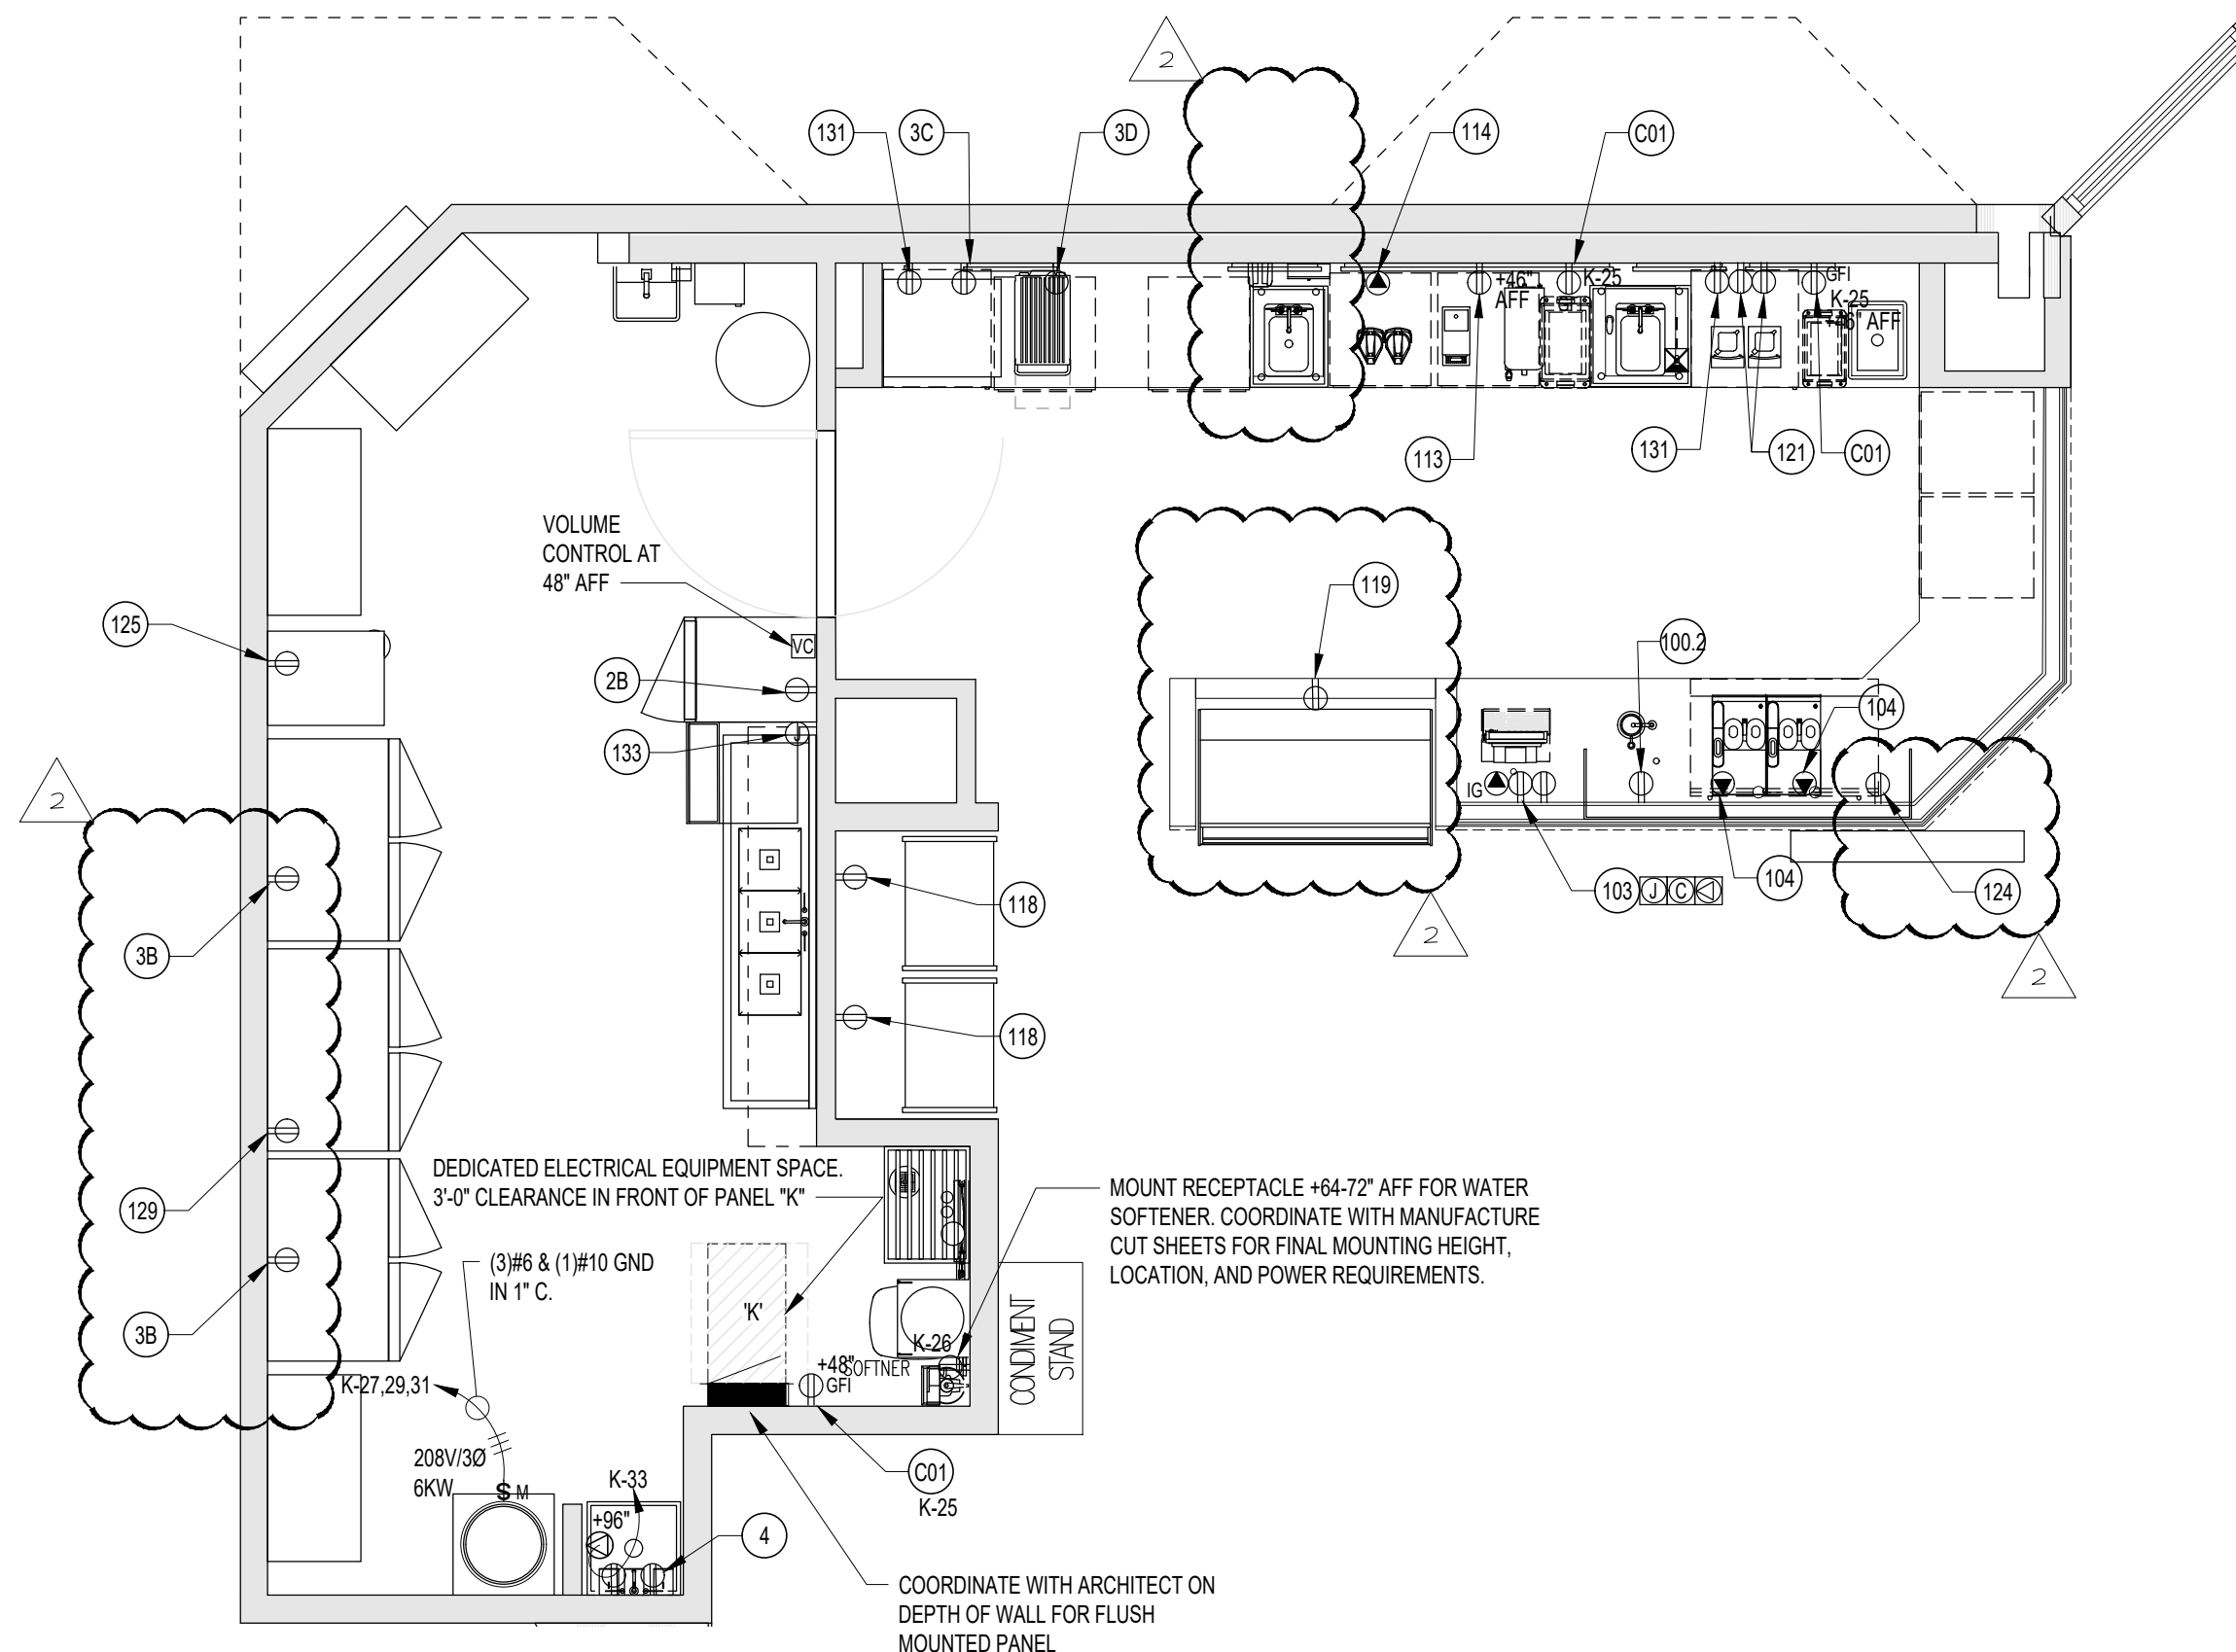 2
131
3C
3D
114
C01
+46"
AFF
K-25
GFI
K-25
+46" AFF
113
131
121
C01
VOLUME
CONTROL AT
48" AFF
VC
125
2B
133
J
119
100.2
104
IG
103
J
C
104
124
2
2
2
3B
118
118
129
3B
DEDICATED ELECTRICAL EQUIPMENT SPACE.
3'-0" CLEARANCE IN FRONT OF PANEL "K"
MOUNT RECEPTACLE +64-72" AFF FOR WATER
SOFTENER. COORDINATE WITH MANUFACTURE
CUT SHEETS FOR FINAL MOUNTING HEIGHT,
LOCATION, AND POWER REQUIREMENTS.
(3)#6 & (1)#10 GND
IN 1" C.
'K'
K-26
+48"
SOFTNER
GFI
CONDIMENT
STAND
K-27,29,31
208V/3Ø
6KW
$ M
K-33
+96"
4
C01
K-25
COORDINATE WITH ARCHITECT ON
DEPTH OF WALL FOR FLUSH
MOUNTED PANEL